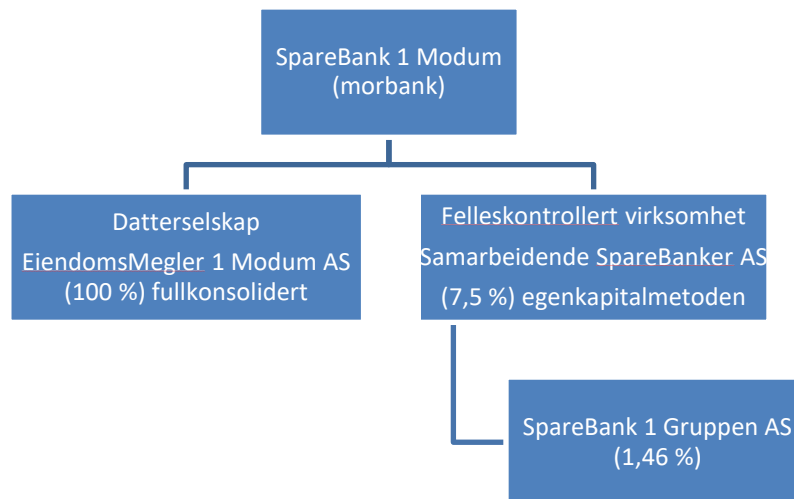 SpareBank 1 Modum
(morbank)
Datterselskap
EiendomsMegler 1 Modum AS
(100 %) fullkonsolidert
Felleskontrollert virksomhet
Samarbeidende SpareBanker AS
(7,5 %) egenkapitalmetoden
SpareBank 1 Gruppen AS
(1,46 %)